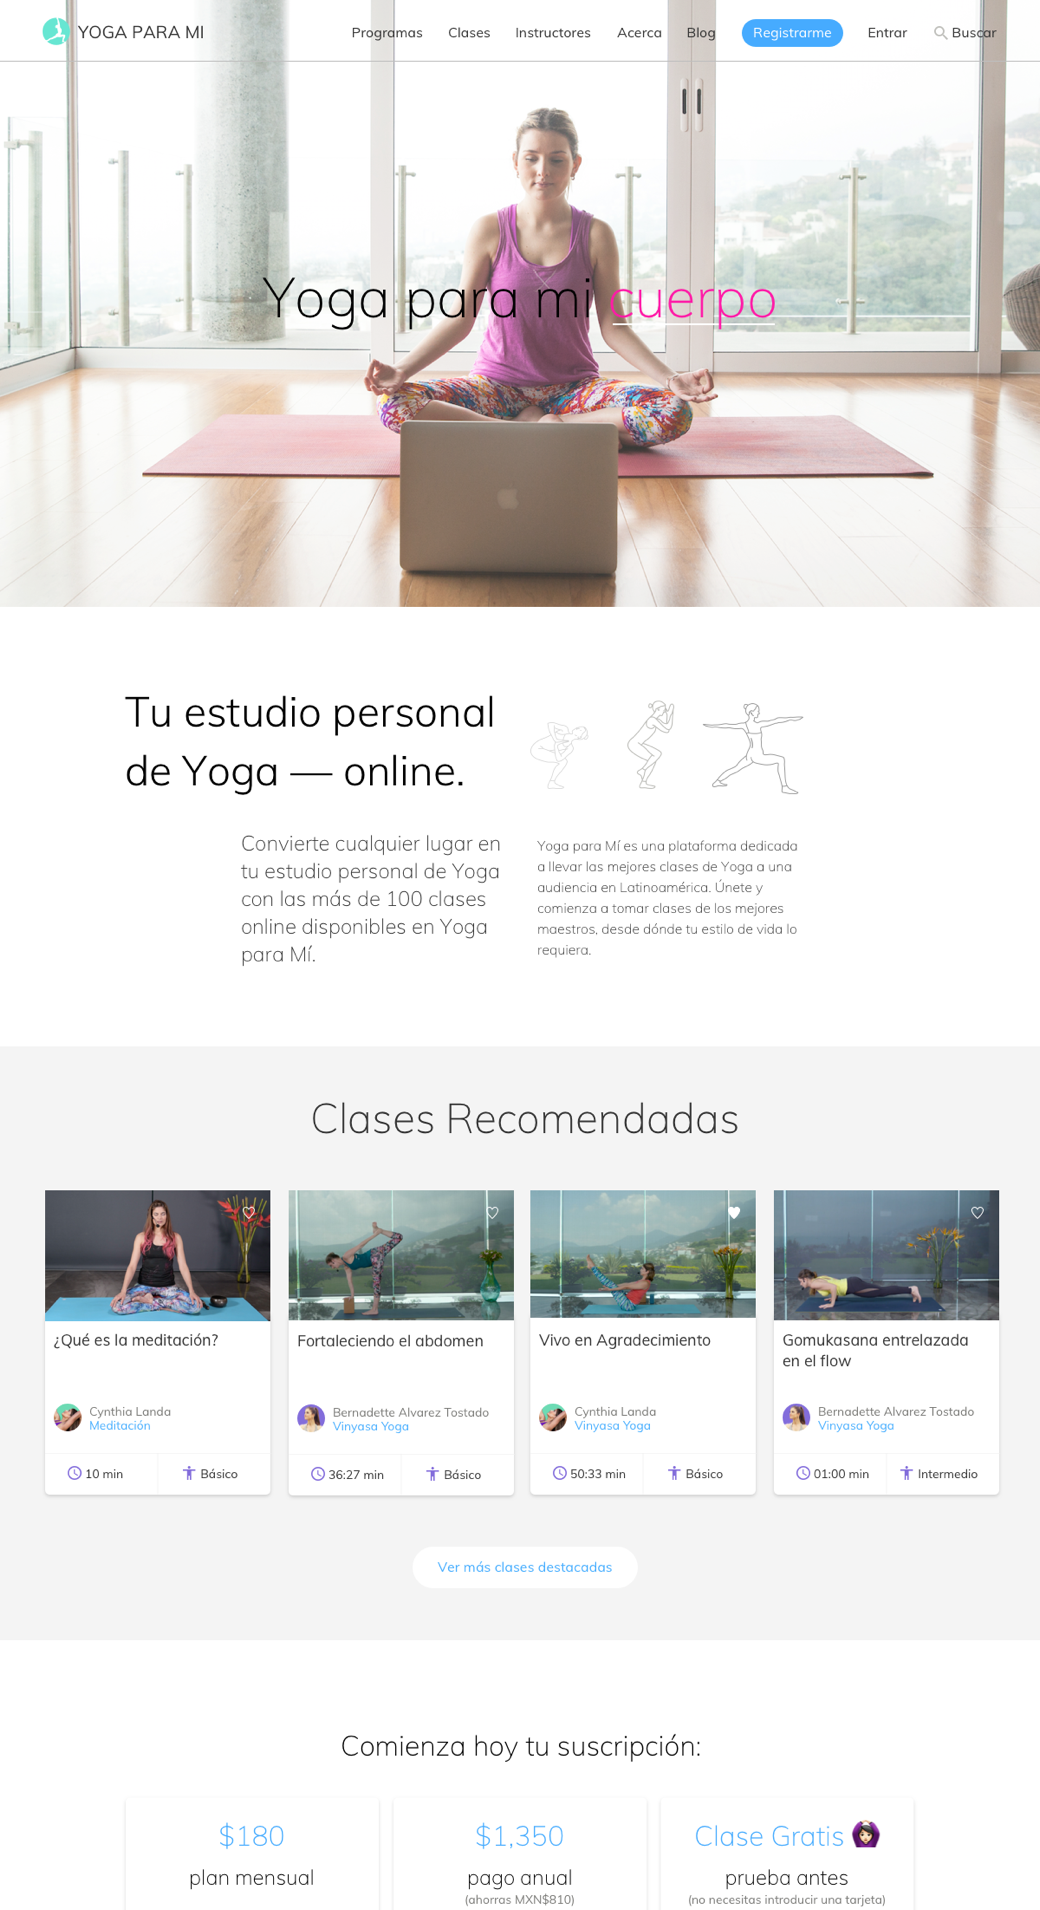 YOGA PARA MI
Programas Clases Instructores Acerca Blog Registrarme Entrar Buscar
Yoga para mi cuerpo
Tu estudio personal
de Yoga — online.
Convierte cualquier lugar en
tu estudio personal de Yoga
con las más de 100 clases
online disponibles en Yoga
para Mí.
Yoga para Mí es una plataforma dedicada
a llevar las mejores clases de Yoga a una
audiencia en Latinoamérica. Únete y
comienza a tomar clases de los mejores
maestros, desde dónde tu estilo de vida lo
requiera.
Clases Recomendadas
¿Qué es la meditación?
Cynthia Landa
Meditación
10 min Básico
Fortaleciendo el abdomen
Bernadette Alvarez Tostado
Vinyasa Yoga
36:27 min Básico
Vivo en Agradecimiento
Cynthia Landa
Vinyasa Yoga
50:33 min Básico
Gomukasana entrelazada
en el flow
Bernadette Alvarez Tostado
Vinyasa Yoga
01:00 min Intermedio
Ver más clases destacadas
Comienza hoy tu suscripción:
$180
plan mensual
$1,350
pago anual
(ahorras MXN$810)
Clase Gratis
prueba antes
(no necesitas introducir una tarjeta)